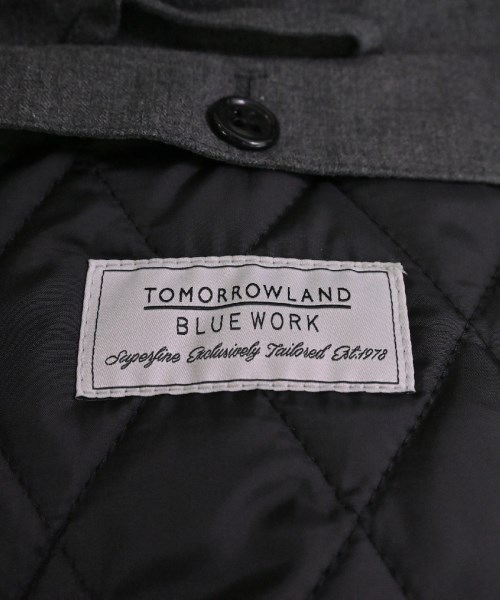 TOMORROWLAND
BLUE WORK
Superfine Exclusively Tailored Est.1978